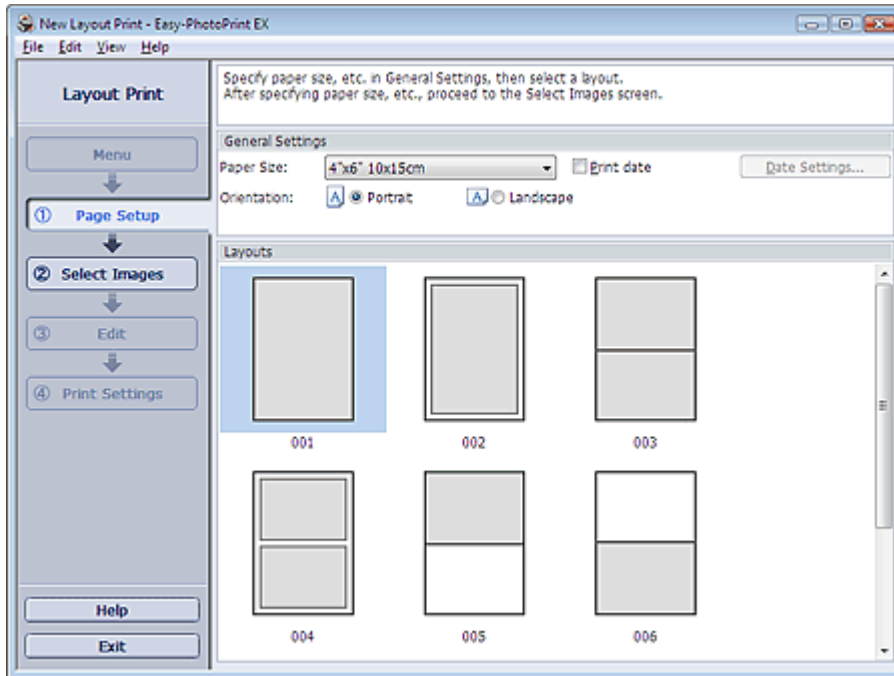 New Layout Print - Easy-PhotoPrint EX
File Edit View Help
Layout Print
Specify paper size, etc. in General Settings, then select a layout.
After specifying paper size, etc., proceed to the Select Images screen.
Menu
① Page Setup
② Select Images
③ Edit
④ Print Settings
Help
Exit
General Settings
Paper Size: 4"x6" 10x15cm Print date Date Settings...
Orientation: A Portrait A Landscape
Layouts
001 002 003
004 005 006